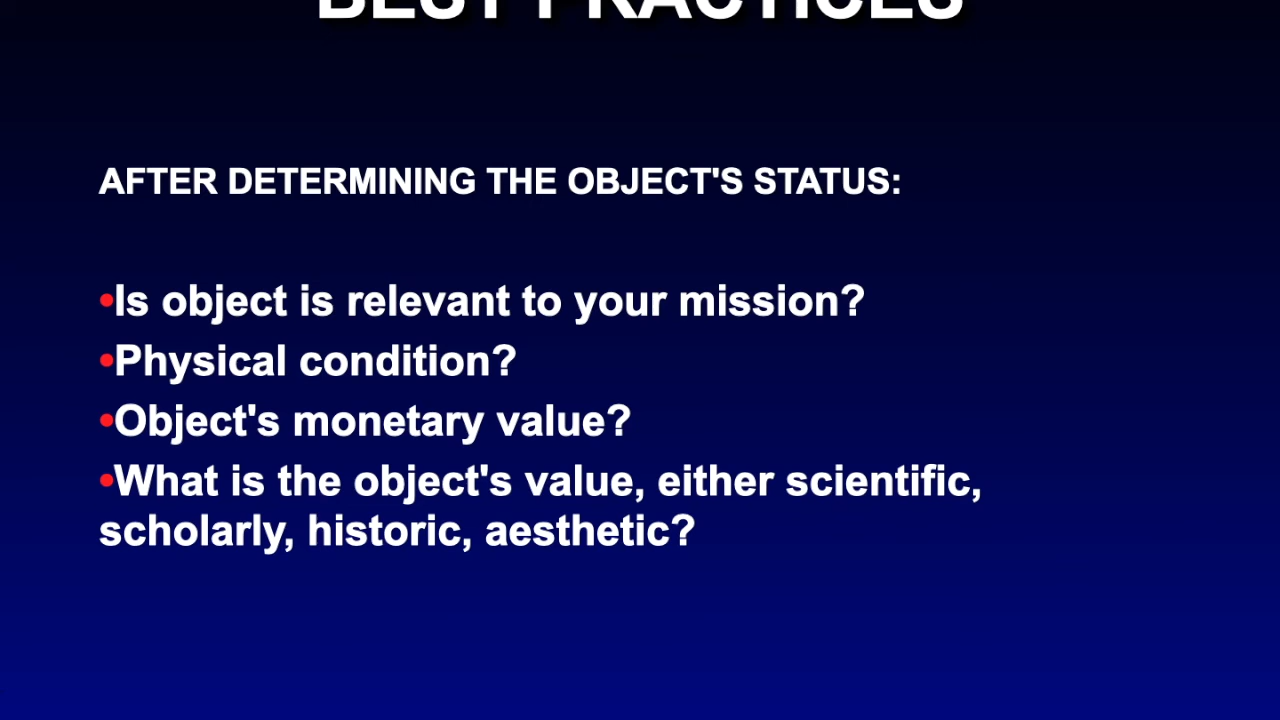 BEST PRACTICES
AFTER DETERMINING THE OBJECT'S STATUS:
•Is object is relevant to your mission?
•Physical condition?
•Object's monetary value?
•What is the object's value, either scientific,
scholarly, historic, aesthetic?